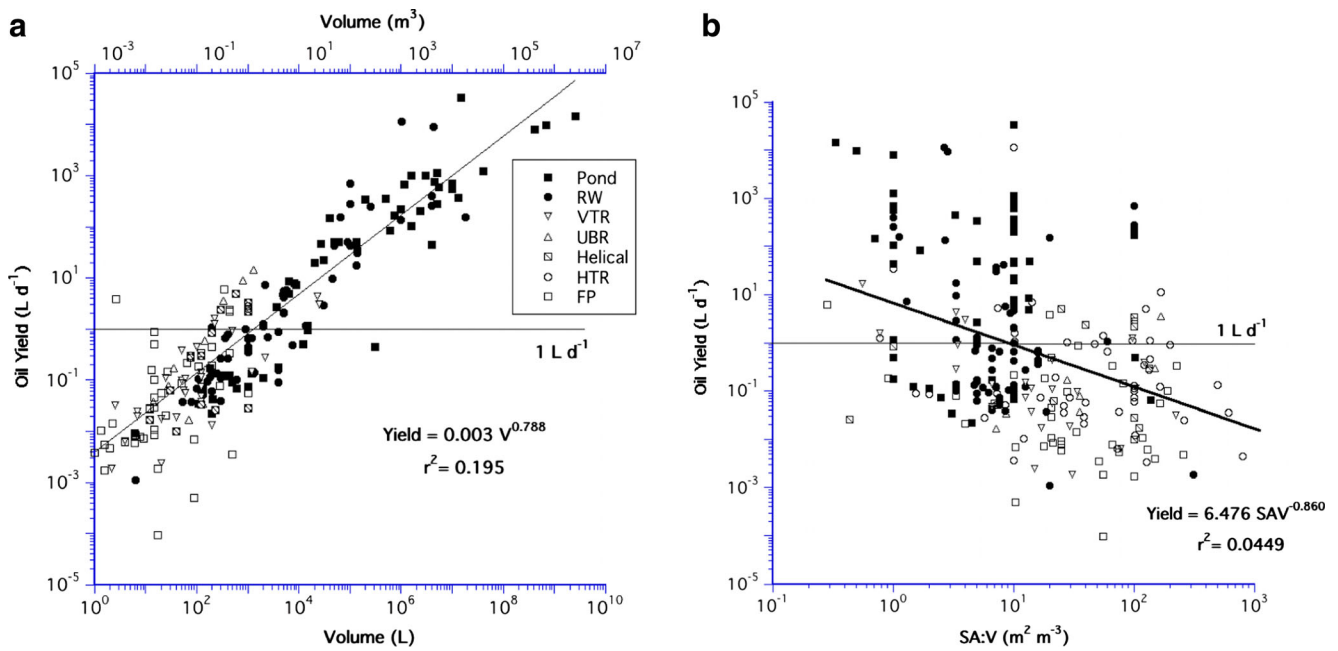 a
Volume (m³)
10⁻³ 10⁻¹ 10¹ 10³ 10⁵ 10⁷
10⁵
10³
10¹
10⁻¹
10⁻³
10⁻⁵
Oil Yield (L d⁻¹)
Pond
RW
VTR
UBR
Helical
HTR
FP
1 L d⁻¹
Yield = 0.003 V⁰·⁷⁸⁸
r² = 0.195
10⁰ 10² 10⁴ 10⁶ 10⁸ 10¹⁰
Volume (L)
b
10⁵
10³
10¹
10⁻¹
10⁻³
10⁻⁵
Oil Yield (L d⁻¹)
1 L d⁻¹
Yield = 6.476 SAV⁻⁰·⁸⁶⁰
r² = 0.0449
10⁻¹ 10⁰ 10¹ 10² 10³
SA:V (m² m⁻³)